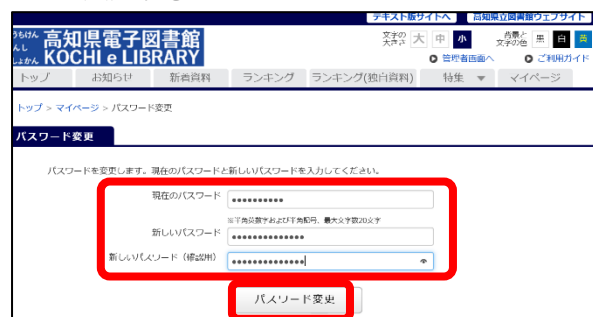 テキスト版サイトへ 高知県立図書館ウェブサイト
高知県電子図書館
KOCHI e LIBRARY
文字の大きさ 大 中 小 背景と文字の色 黒 白 黄
管理者画面へ ご利用ガイド
トップ お知らせ 新着資料 ランキング ランキング(独自資料) 特集 ▼ マイページ
トップ > マイページ > パスワード変更
パスワード変更
パスワードを変更します。現在のパスワードと新しいパスワードを入力してください。
現在のパスワード ••••••••••
※半角英数字および半角記号、最大文字数20文字
新しいパスワード ••••••••••••••
新しいパスワード（確認用） ••••••••••••••
パスワード変更